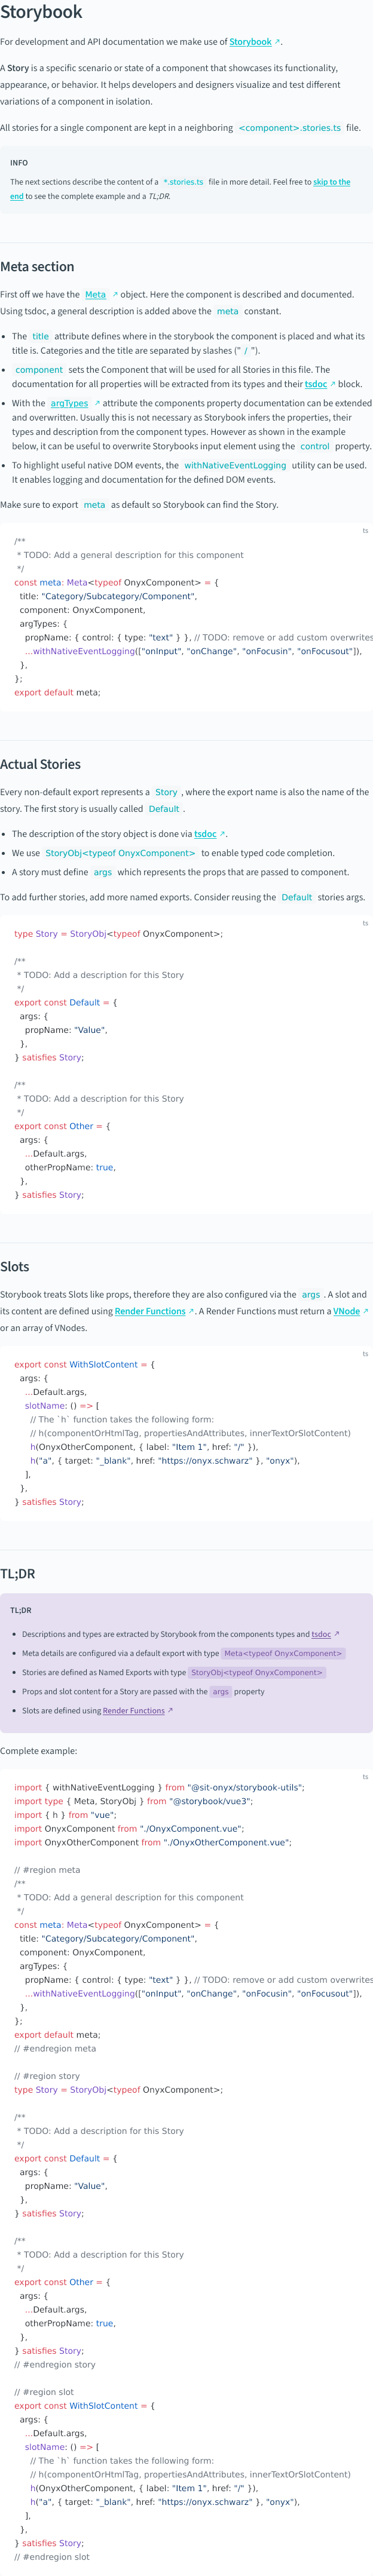 Storybook
For development and API documentation we make use of Storybook ↗.
A Story is a specific scenario or state of a component that showcases its functionality,
appearance, or behavior. It helps developers and designers visualize and test different
variations of a component in isolation.
All stories for a single component are kept in a neighboring <component>.stories.ts file.
INFO
The next sections describe the content of a *.stories.ts file in more detail. Feel free to skip to the
end to see the complete example and a TL;DR.
Meta section
First off we have the Meta ↗ object. Here the component is described and documented.
Using tsdoc, a general description is added above the meta constant.
• The title attribute defines where in the storybook the component is placed and what its
title is. Categories and the title are separated by slashes ("/").
• component sets the Component that will be used for all Stories in this file. The
documentation for all properties will be extracted from its types and their tsdoc ↗ block.
• With the argTypes ↗ attribute the components property documentation can be extended
and overwritten. Usually this is not necessary as Storybook infers the properties, their
types and description from the component types. However as shown in the example
below, it can be useful to overwrite Storybooks input element using the control property.
• To highlight useful native DOM events, the withNativeEventLogging utility can be used.
It enables logging and documentation for the defined DOM events.
Make sure to export meta as default so Storybook can find the Story.
ts
/**
 * TODO: Add a general description for this component
 */
const meta: Meta<typeof OnyxComponent> = {
  title: "Category/Subcategory/Component",
  component: OnyxComponent,
  argTypes: {
    propName: { control: { type: "text" } }, // TODO: remove or add custom overwrites
    ...withNativeEventLogging(["onInput", "onChange", "onFocusin", "onFocusout"]),
  },
};
export default meta;
Actual Stories
Every non-default export represents a Story, where the export name is also the name of the
story. The first story is usually called Default.
• The description of the story object is done via tsdoc ↗.
• We use StoryObj<typeof OnyxComponent> to enable typed code completion.
• A story must define args which represents the props that are passed to component.
To add further stories, add more named exports. Consider reusing the Default stories args.
ts
type Story = StoryObj<typeof OnyxComponent>;
/**
 * TODO: Add a description for this Story
 */
export const Default = {
  args: {
    propName: "Value",
  },
} satisfies Story;
/**
 * TODO: Add a description for this Story
 */
export const Other = {
  args: {
    ...Default.args,
    otherPropName: true,
  },
} satisfies Story;
Slots
Storybook treats Slots like props, therefore they are also configured via the args. A slot and
its content are defined using Render Functions ↗. A Render Functions must return a VNode ↗
or an array of VNodes.
ts
export const WithSlotContent = {
  args: {
    ...Default.args,
    slotName: () => [
      // The `h` function takes the following form:
      // h(componentOrHtmlTag, propertiesAndAttributes, innerTextOrSlotContent)
      h(OnyxOtherComponent, { label: "Item 1", href: "/" }),
      h("a", { target: "_blank", href: "https://onyx.schwarz" }, "onyx"),
    ],
  },
} satisfies Story;
TL;DR
TL;DR
• Descriptions and types are extracted by Storybook from the components types and tsdoc ↗
• Meta details are configured via a default export with type Meta<typeof OnyxComponent>
• Stories are defined as Named Exports with type StoryObj<typeof OnyxComponent>
• Props and slot content for a Story are passed with the args property
• Slots are defined using Render Functions ↗
Complete example:
ts
import { withNativeEventLogging } from "@sit-onyx/storybook-utils";
import type { Meta, StoryObj } from "@storybook/vue3";
import { h } from "vue";
import OnyxComponent from "./OnyxComponent.vue";
import OnyxOtherComponent from "./OnyxOtherComponent.vue";
// #region meta
/**
 * TODO: Add a general description for this component
 */
const meta: Meta<typeof OnyxComponent> = {
  title: "Category/Subcategory/Component",
  component: OnyxComponent,
  argTypes: {
    propName: { control: { type: "text" } }, // TODO: remove or add custom overwrites
    ...withNativeEventLogging(["onInput", "onChange", "onFocusin", "onFocusout"]),
  },
};
export default meta;
// #endregion meta
// #region story
type Story = StoryObj<typeof OnyxComponent>;
/**
 * TODO: Add a description for this Story
 */
export const Default = {
  args: {
    propName: "Value",
  },
} satisfies Story;
/**
 * TODO: Add a description for this Story
 */
export const Other = {
  args: {
    ...Default.args,
    otherPropName: true,
  },
} satisfies Story;
// #endregion story
// #region slot
export const WithSlotContent = {
  args: {
    ...Default.args,
    slotName: () => [
      // The `h` function takes the following form:
      // h(componentOrHtmlTag, propertiesAndAttributes, innerTextOrSlotContent)
      h(OnyxOtherComponent, { label: "Item 1", href: "/" }),
      h("a", { target: "_blank", href: "https://onyx.schwarz" }, "onyx"),
    ],
  },
} satisfies Story;
// #endregion slot